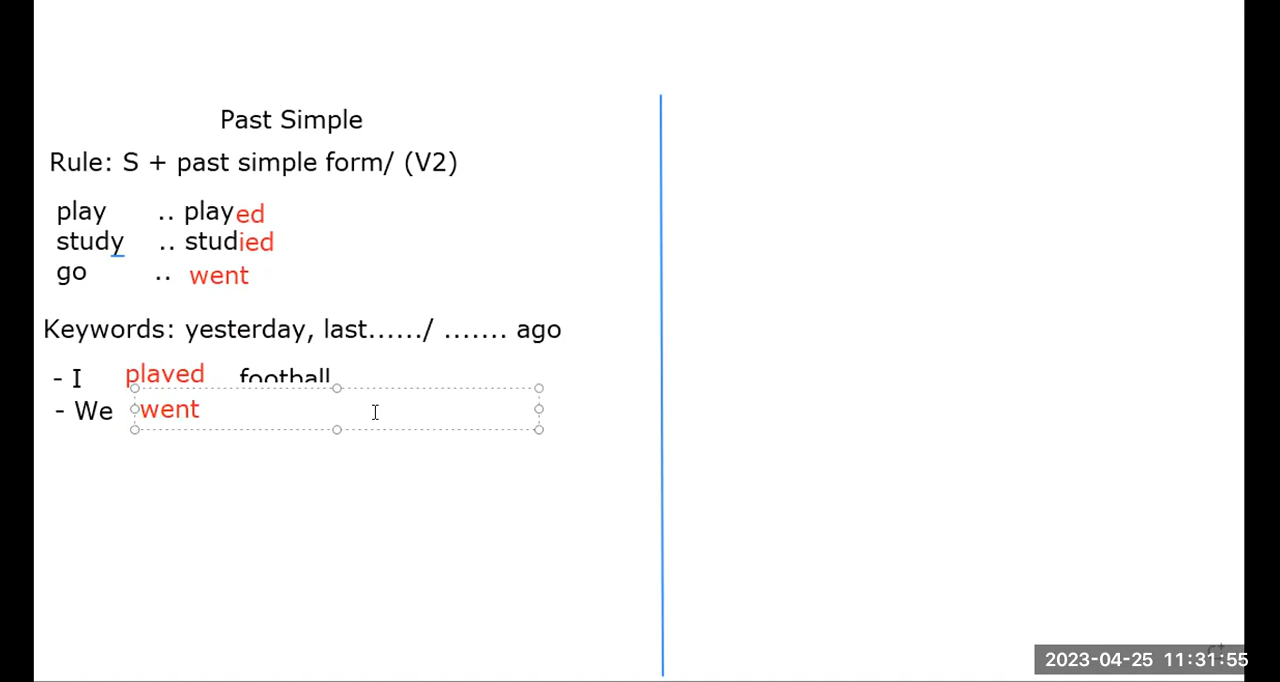 Past Simple
Rule: S + past simple form/ (V2)
play .. played
study .. studied
go .. went
Keywords: yesterday, last....../ ....... ago
- I played football
- We went
2023-04-25 11:31:55